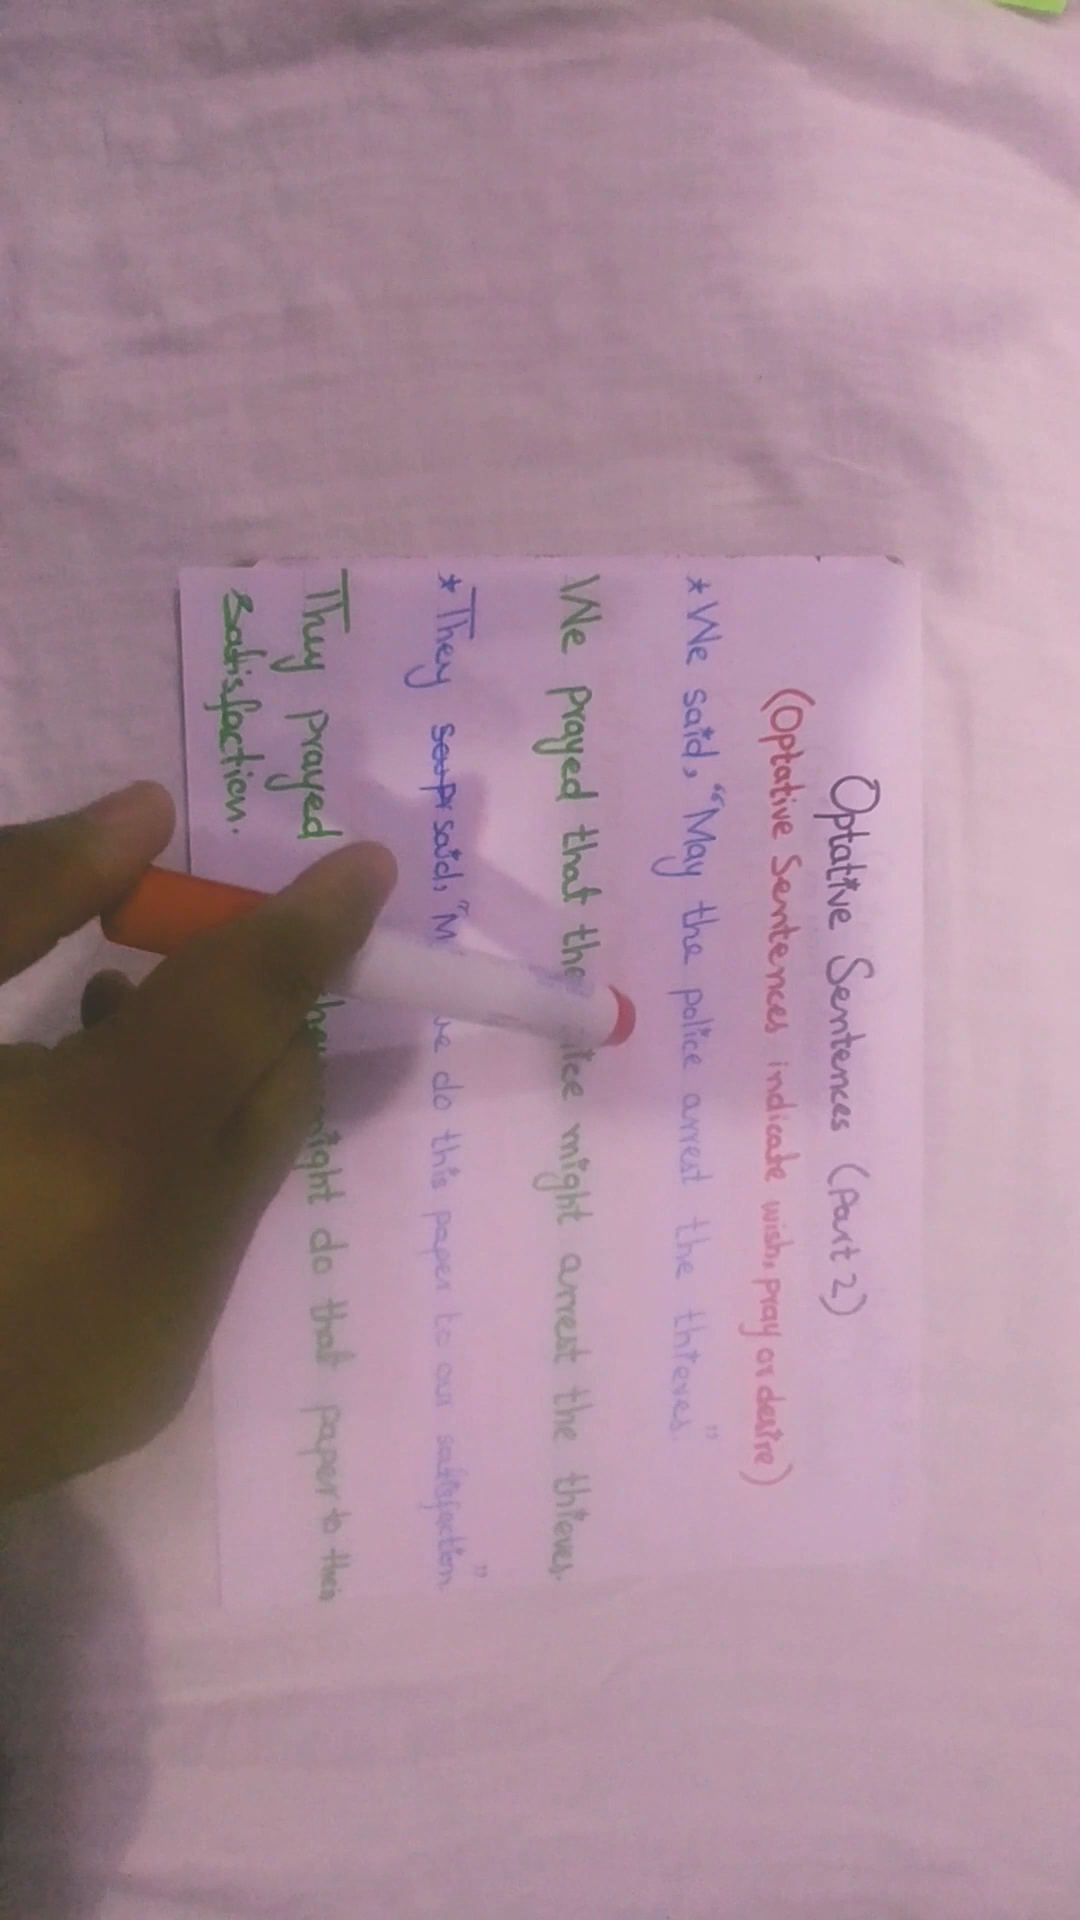 Optative Sentences (Part 2)
(Optative Sentences indicate wish, pray or desire)
* We said, "May the police arrest the thieves."
We prayed that the ice might arrest the thieves.
* They said, "M we do this paper to our satisfaction."
They prayed might do that paper to their
satisfaction.